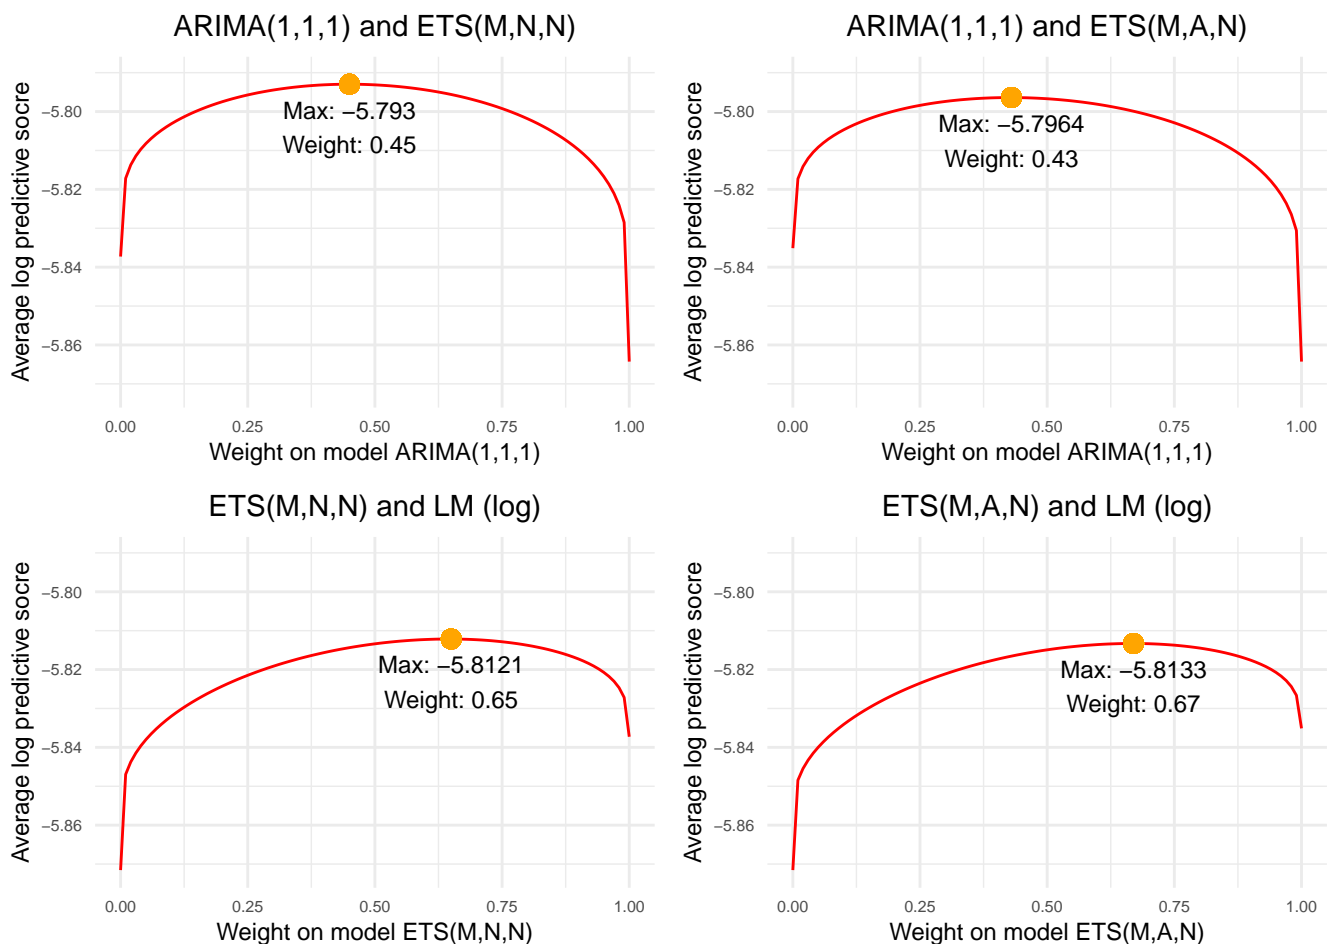 ARIMA(1,1,1) and ETS(M,N,N)
Average log predictive socre
−5.80
−5.82
−5.84
−5.86
Max: −5.793
Weight: 0.45
0.00 0.25 0.50 0.75 1.00
Weight on model ARIMA(1,1,1)
ARIMA(1,1,1) and ETS(M,A,N)
Average log predictive socre
−5.80
−5.82
−5.84
−5.86
Max: −5.7964
Weight: 0.43
0.00 0.25 0.50 0.75 1.00
Weight on model ARIMA(1,1,1)
ETS(M,N,N) and LM (log)
Average log predictive socre
−5.80
−5.82
−5.84
−5.86
Max: −5.8121
Weight: 0.65
0.00 0.25 0.50 0.75 1.00
Weight on model ETS(M,N,N)
ETS(M,A,N) and LM (log)
Average log predictive socre
−5.80
−5.82
−5.84
−5.86
Max: −5.8133
Weight: 0.67
0.00 0.25 0.50 0.75 1.00
Weight on model ETS(M,A,N)